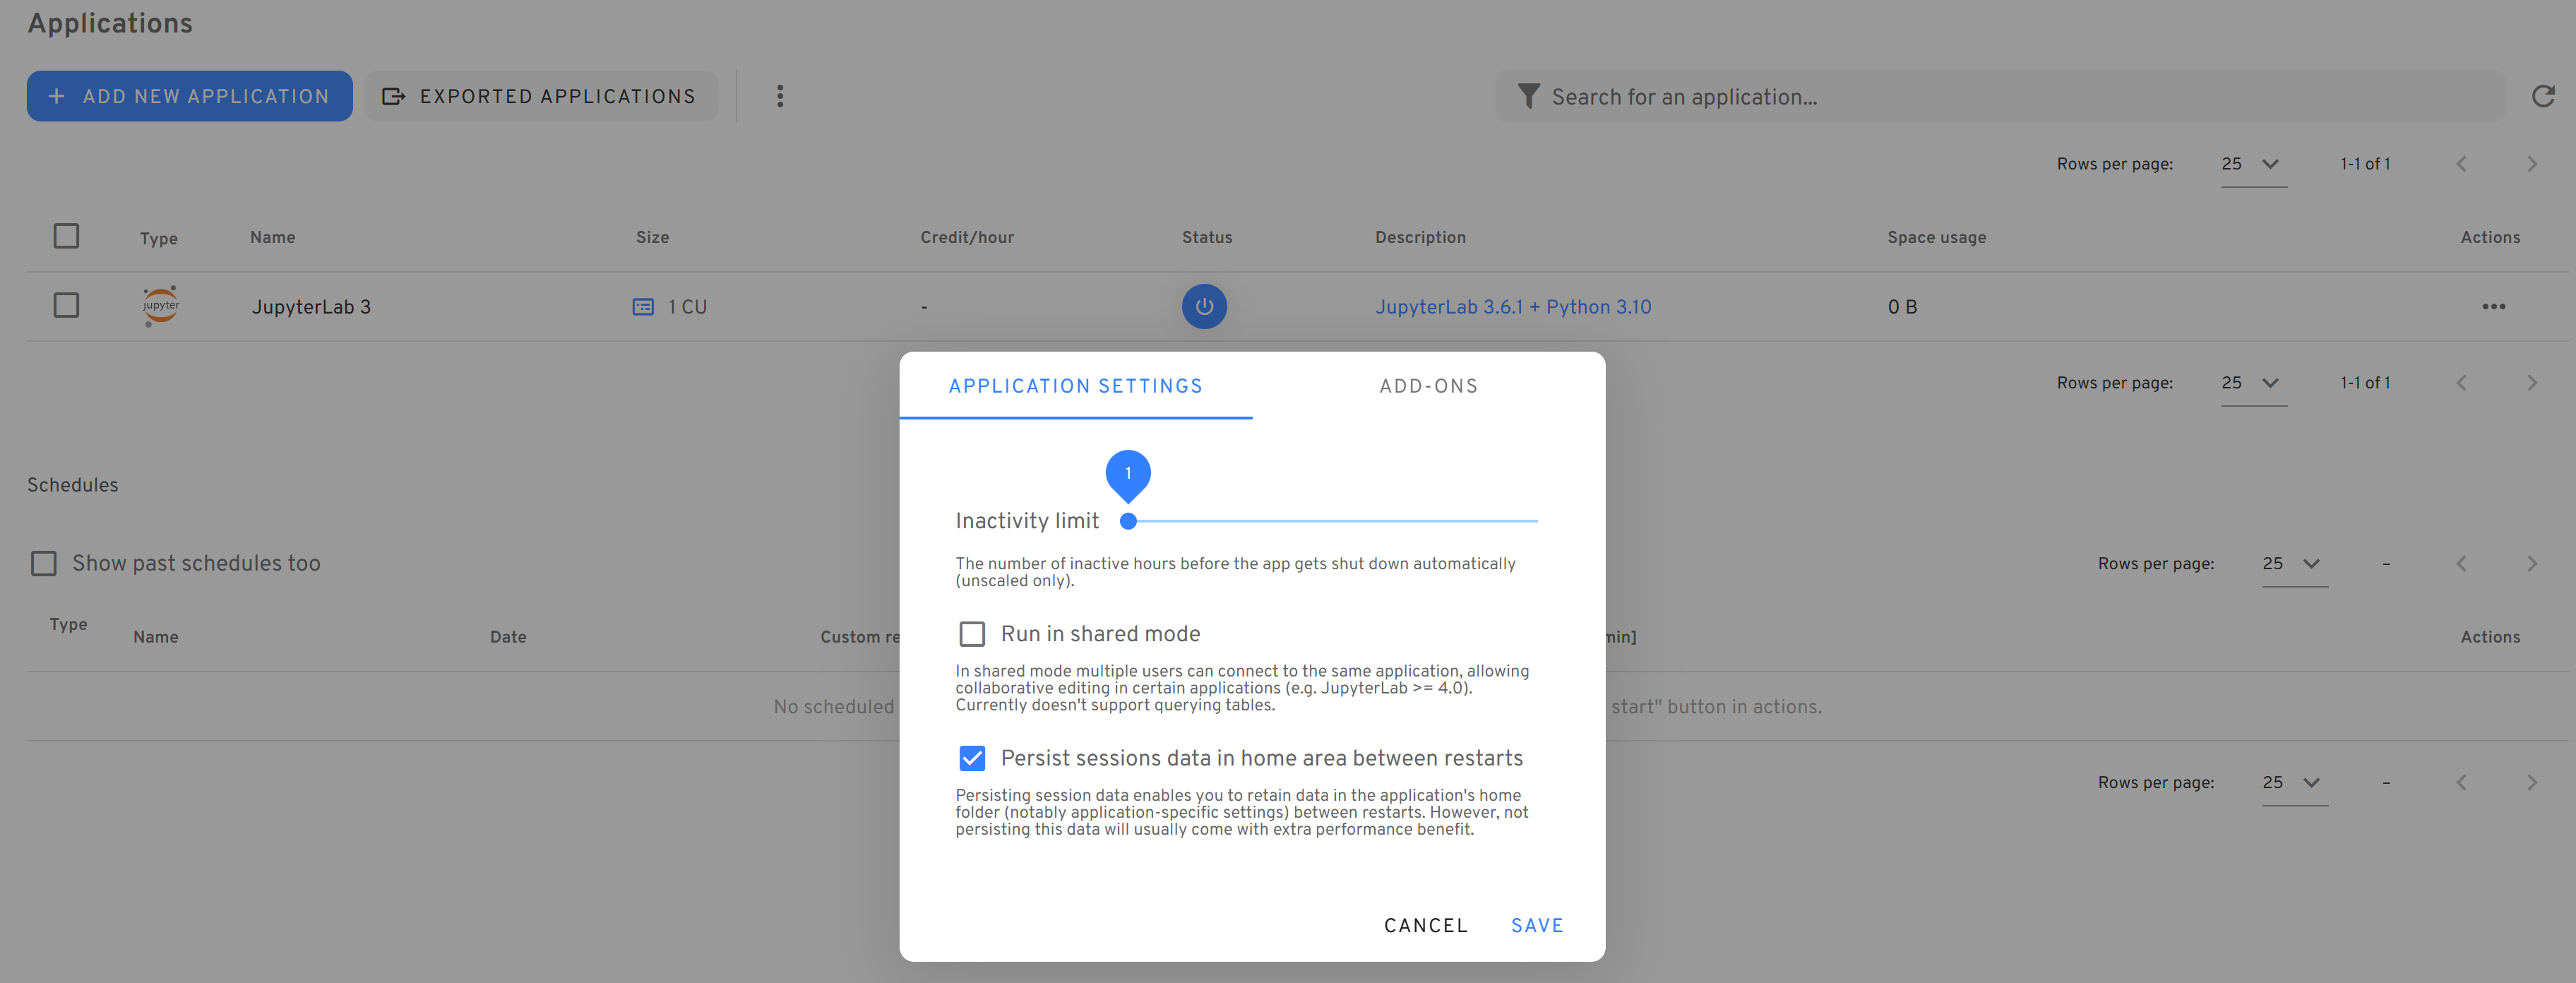 Applications
+ ADD NEW APPLICATION
EXPORTED APPLICATIONS
Search for an application...
Rows per page: 25 1-1 of 1
Type Name Size Credit/hour Status Description Space usage Actions
jupyter JupyterLab 3 1 CU - JupyterLab 3.6.1 + Python 3.10 0 B
Rows per page: 25 1-1 of 1
APPLICATION SETTINGS ADD-ONS
1
Inactivity limit
The number of inactive hours before the app gets shut down automatically
(unscaled only).
Run in shared mode
In shared mode multiple users can connect to the same application, allowing
collaborative editing in certain applications (e.g. JupyterLab >= 4.0).
Currently doesn't support querying tables.
Persist sessions data in home area between restarts
Persisting session data enables you to retain data in the application's home
folder (notably application-specific settings) between restarts. However, not
persisting this data will usually come with extra performance benefit.
CANCEL SAVE
Schedules
Show past schedules too
Rows per page: 25 –
Type Name Date Custom re min] Actions
No scheduled start" button in actions.
Rows per page: 25 –